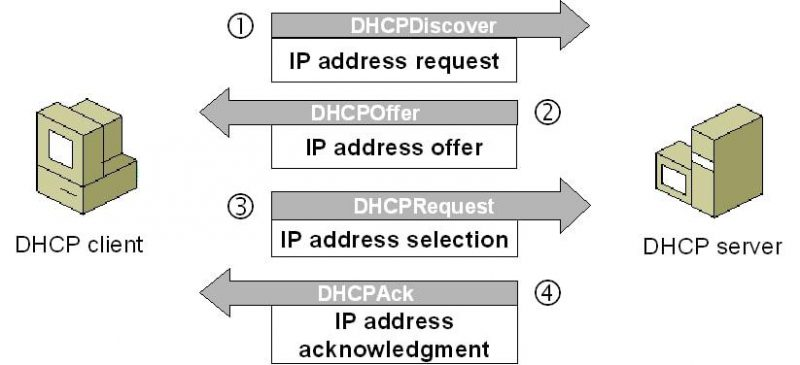 ① DHCPDiscover
IP address request
DHCPOffer ②
IP address offer
③ DHCPRequest
IP address selection
DHCP client
DHCP server
DHCPAck ④
IP address
acknowledgment